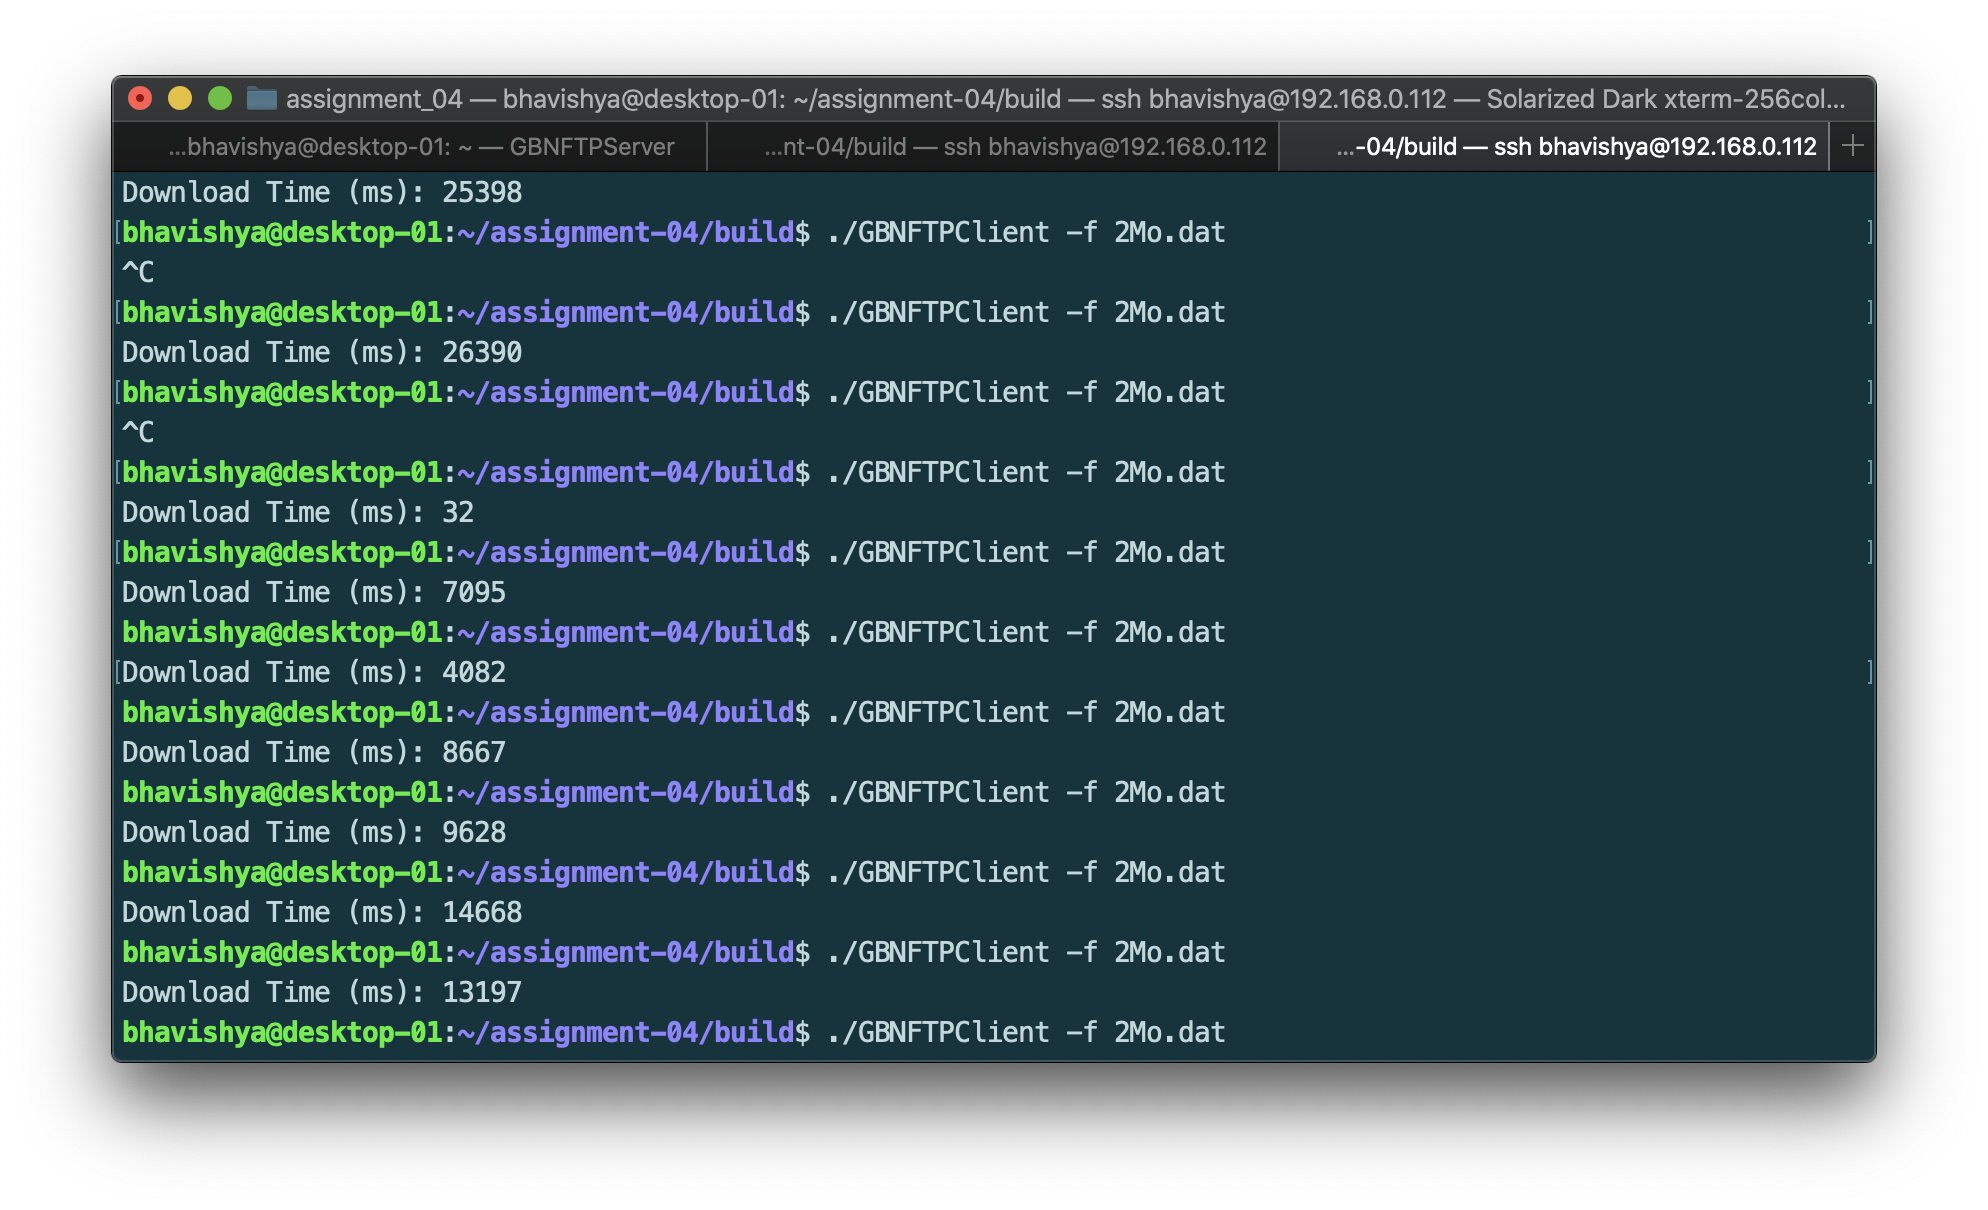 assignment_04 — bhavishya@desktop-01: ~/assignment-04/build — ssh bhavishya@192.168.0.112 — Solarized Dark xterm-256col...
...bhavishya@desktop-01: ~ — GBNFTPServer
...nt-04/build — ssh bhavishya@192.168.0.112
...-04/build — ssh bhavishya@192.168.0.112
Download Time (ms): 25398
[bhavishya@desktop-01:~/assignment-04/build$ ./GBNFTPClient -f 2Mo.dat ]
^C
[bhavishya@desktop-01:~/assignment-04/build$ ./GBNFTPClient -f 2Mo.dat ]
Download Time (ms): 26390
[bhavishya@desktop-01:~/assignment-04/build$ ./GBNFTPClient -f 2Mo.dat ]
^C
[bhavishya@desktop-01:~/assignment-04/build$ ./GBNFTPClient -f 2Mo.dat ]
Download Time (ms): 32
[bhavishya@desktop-01:~/assignment-04/build$ ./GBNFTPClient -f 2Mo.dat ]
Download Time (ms): 7095
bhavishya@desktop-01:~/assignment-04/build$ ./GBNFTPClient -f 2Mo.dat
[Download Time (ms): 4082 ]
bhavishya@desktop-01:~/assignment-04/build$ ./GBNFTPClient -f 2Mo.dat
Download Time (ms): 8667
bhavishya@desktop-01:~/assignment-04/build$ ./GBNFTPClient -f 2Mo.dat
Download Time (ms): 9628
bhavishya@desktop-01:~/assignment-04/build$ ./GBNFTPClient -f 2Mo.dat
Download Time (ms): 14668
bhavishya@desktop-01:~/assignment-04/build$ ./GBNFTPClient -f 2Mo.dat
Download Time (ms): 13197
bhavishya@desktop-01:~/assignment-04/build$ ./GBNFTPClient -f 2Mo.dat